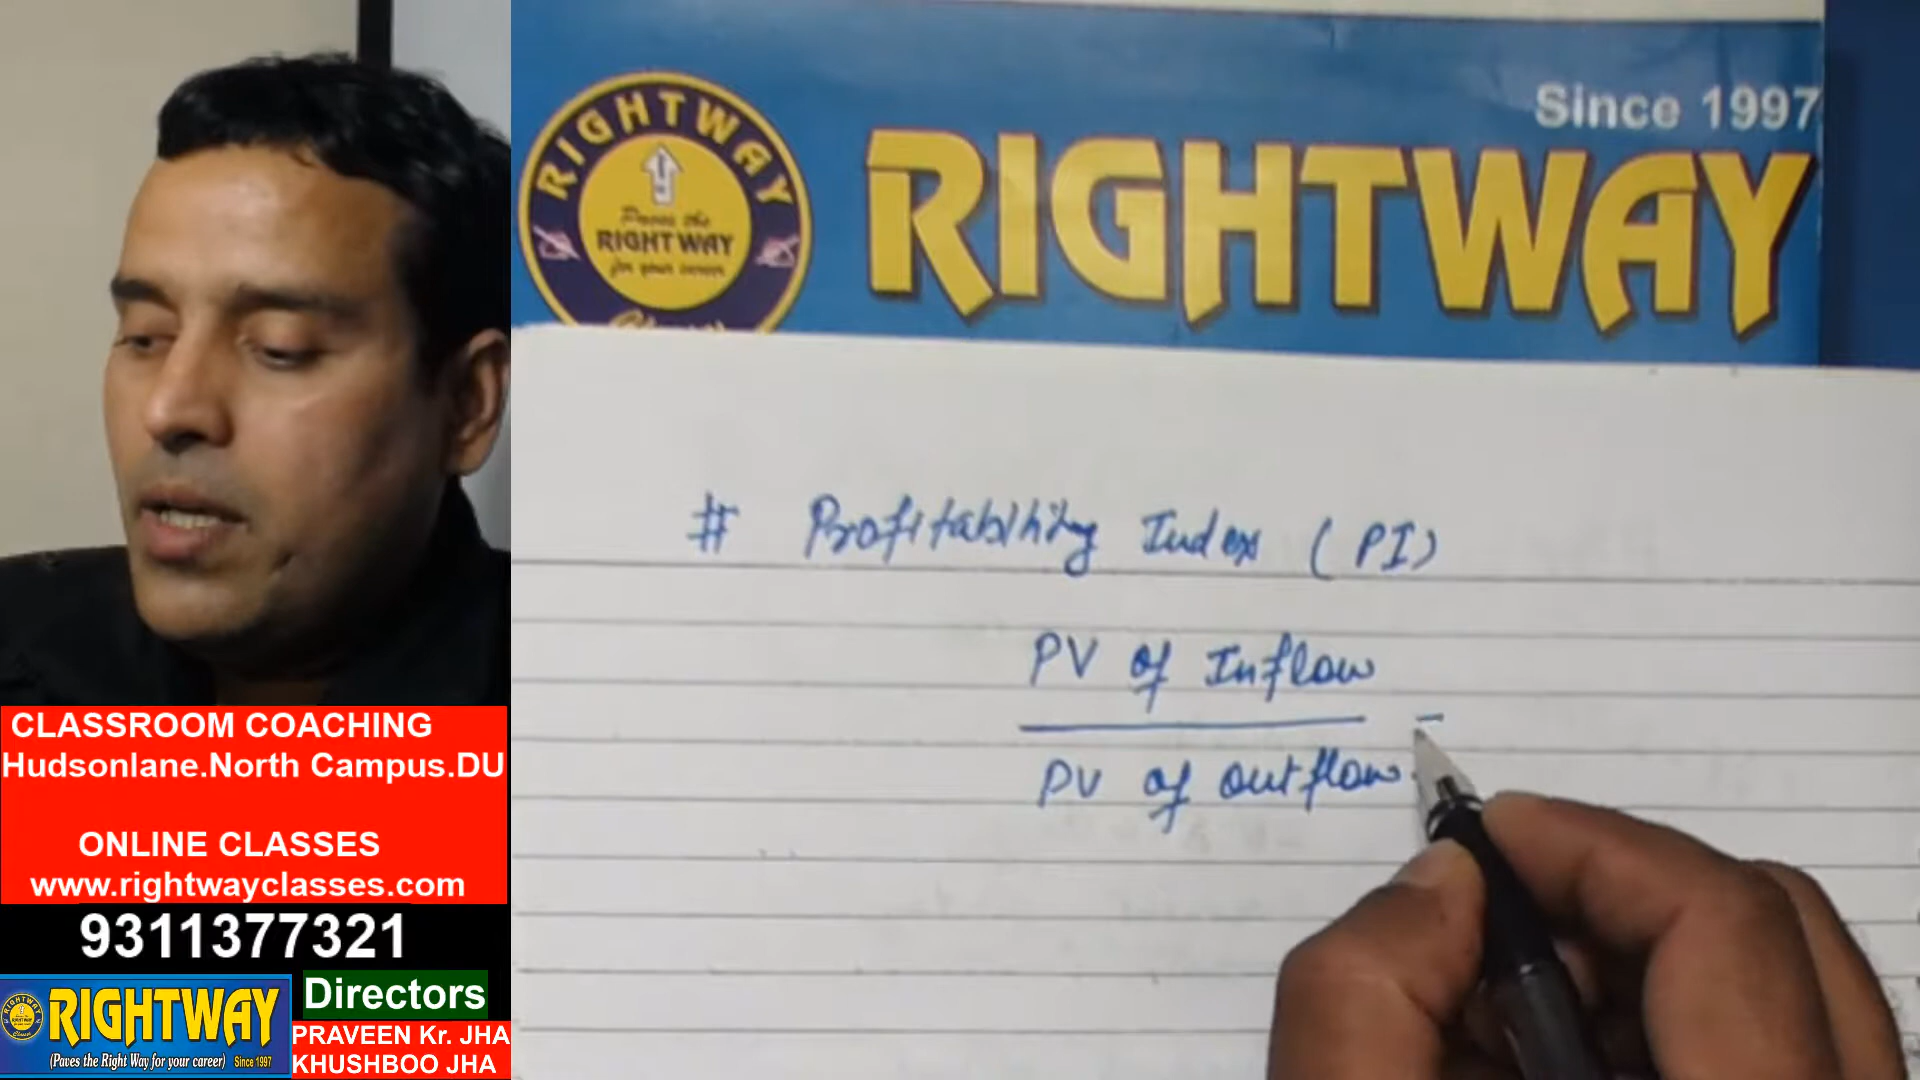 Since 1997
RIGHTWAY
RIGHTWAY
Paves the
RIGHT WAY
for your career
# Profitability Index (PI)
PV of Inflow
PV of Outflow
CLASSROOM COACHING
Hudsonlane.North Campus.DU
ONLINE CLASSES
www.rightwayclasses.com
9311377321
RIGHTWAY
(Paves the Right Way for your career) Since 1997
Directors
PRAVEEN Kr. JHA
KHUSHBOO JHA